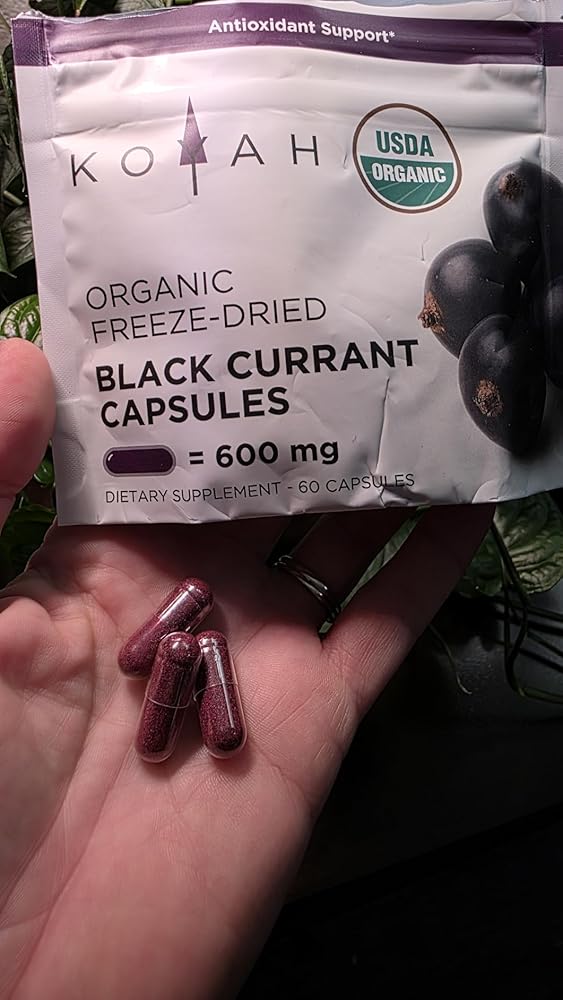 Antioxidant Support*
KOYAH
USDA
ORGANIC
ORGANIC
FREEZE-DRIED
BLACK CURRANT
CAPSULES
= 600 mg
DIETARY SUPPLEMENT - 60 CAPSULES